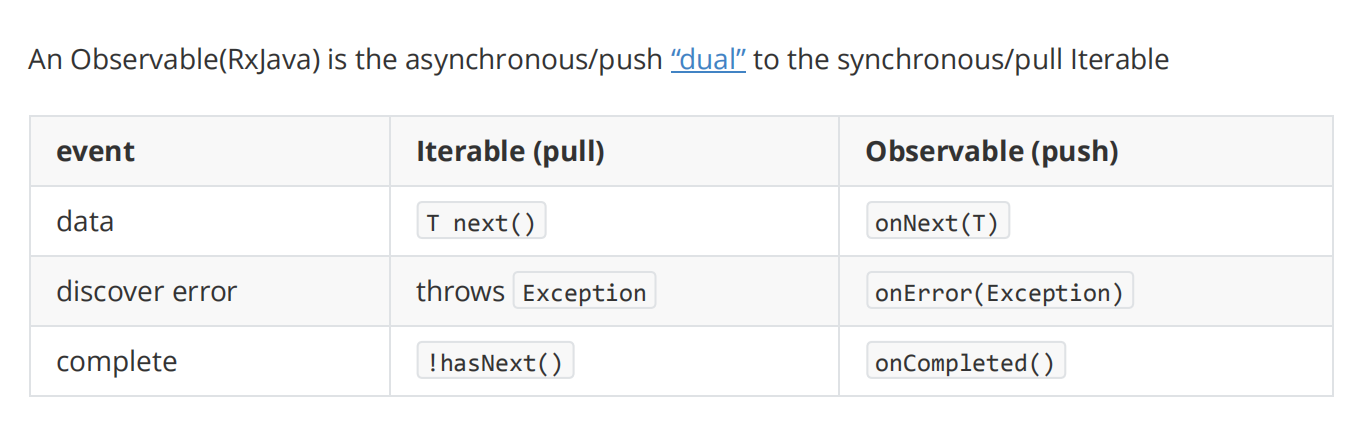 An Observable(RxJava) is the asynchronous/push “dual” to the synchronous/pull Iterable
event Iterable (pull) Observable (push)
data T next() onNext(T)
discover error throws Exception onError(Exception)
complete !hasNext() onCompleted()